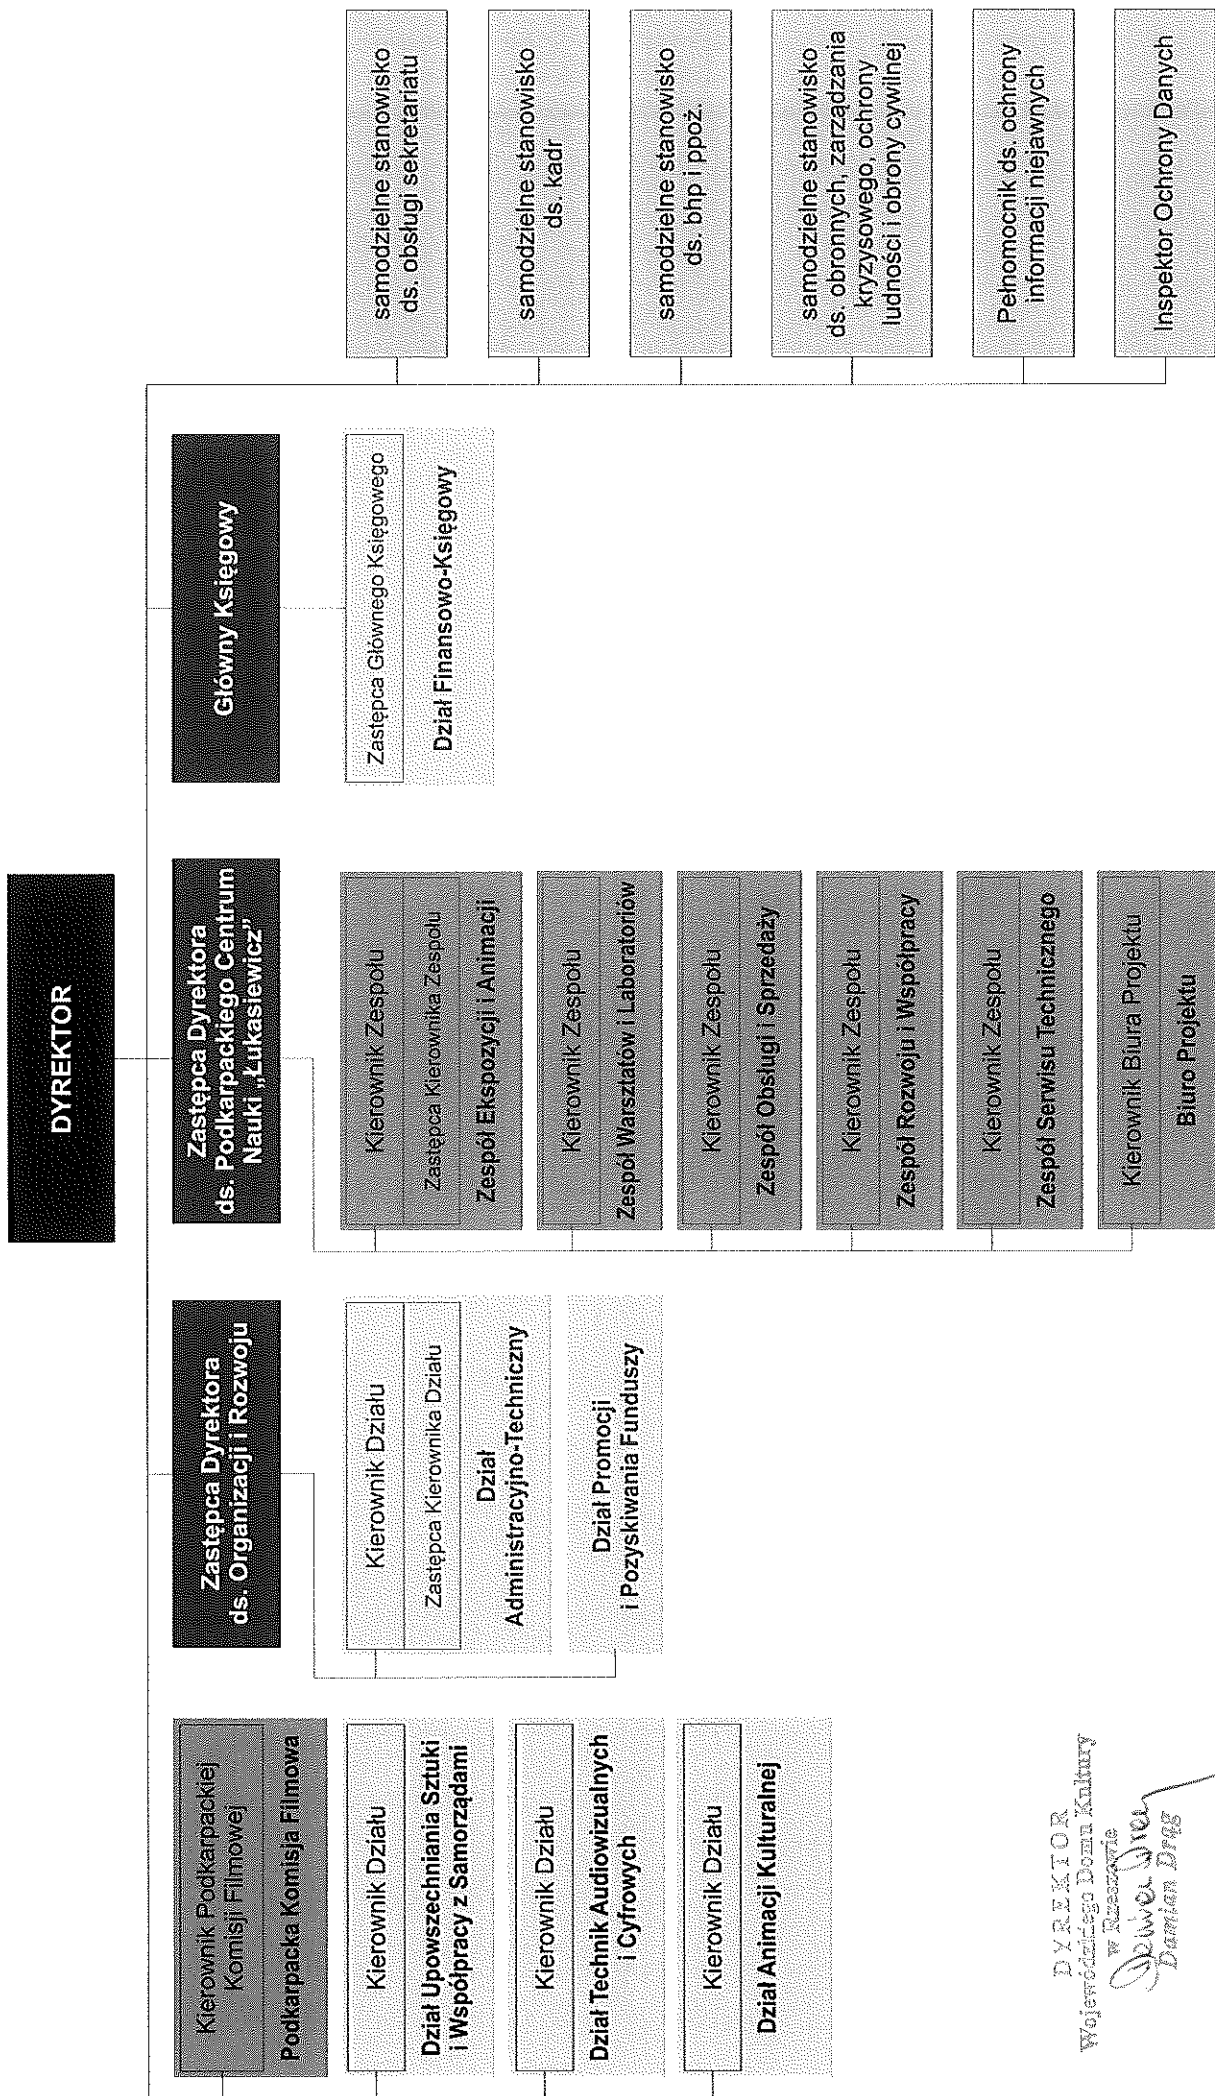 DYREKTOR
Kierownik Podkarpackiej
Komisji Filmowej
Podkarpacka Komisja Filmowa
Kierownik Działu
Dział Upowszechniania Sztuki
i Współpracy z Samorządami
Kierownik Działu
Dział Technik Audiowizualnych
i Cyfrowych
Kierownik Działu
Dział Animacji Kulturalnej
Zastępca Dyrektora
ds. Organizacji i Rozwoju
Kierownik Działu
Zastępca Kierownika Działu
Dział
Administracyjno-Techniczny
Dział Promocji
i Pozyskiwania Funduszy
Zastępca Dyrektora
ds. Podkarpackiego Centrum
Nauki „Łukasiewicz”
Kierownik Zespołu
Zastępca Kierownika Zespołu
Zespół Ekspozycji i Animacji
Kierownik Zespołu
Zespół Warsztatów i Laboratoriów
Kierownik Zespołu
Zespół Obsługi i Sprzedaży
Kierownik Zespołu
Zespół Rozwoju i Współpracy
Kierownik Zespołu
Zespół Serwisu Technicznego
Kierownik Biura Projektu
Biuro Projektu
Główny Księgowy
Zastępca Głównego Księgowego
Dział Finansowo-Księgowy
samodzielne stanowisko
ds. obsługi sekretariatu
samodzielne stanowisko
ds. kadr
samodzielne stanowisko
ds. bhp i ppoż.
samodzielne stanowisko
ds. obronnych, zarządzania
kryzysowego, ochrony
ludności i obrony cywilnej
Pełnomocnik ds. ochrony
informacji niejawnych
Inspektor Ochrony Danych
DYREKTOR
Wojewódzkiego Domu Kultury
w Rzeszowie
Damian Drąg